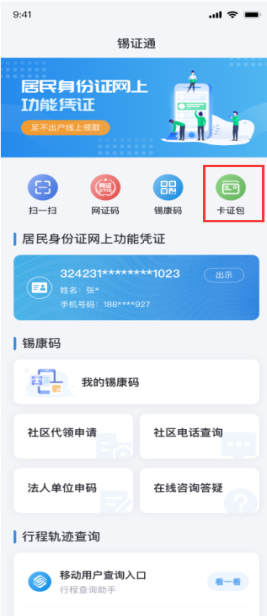 9:41
锡证通
居民身份证网上
功能凭证
足不出户线上领取
扫一扫
网证码
锡康码
卡证包
居民身份证网上功能凭证
324231********1023
出示
姓名：张*
手机号码：188****927
锡康码
我的锡康码
社区代领申请
社区电话查询
法人单位申码
在线咨询答疑
行程轨迹查询
移动用户查询入口
行程查询助手
看一看